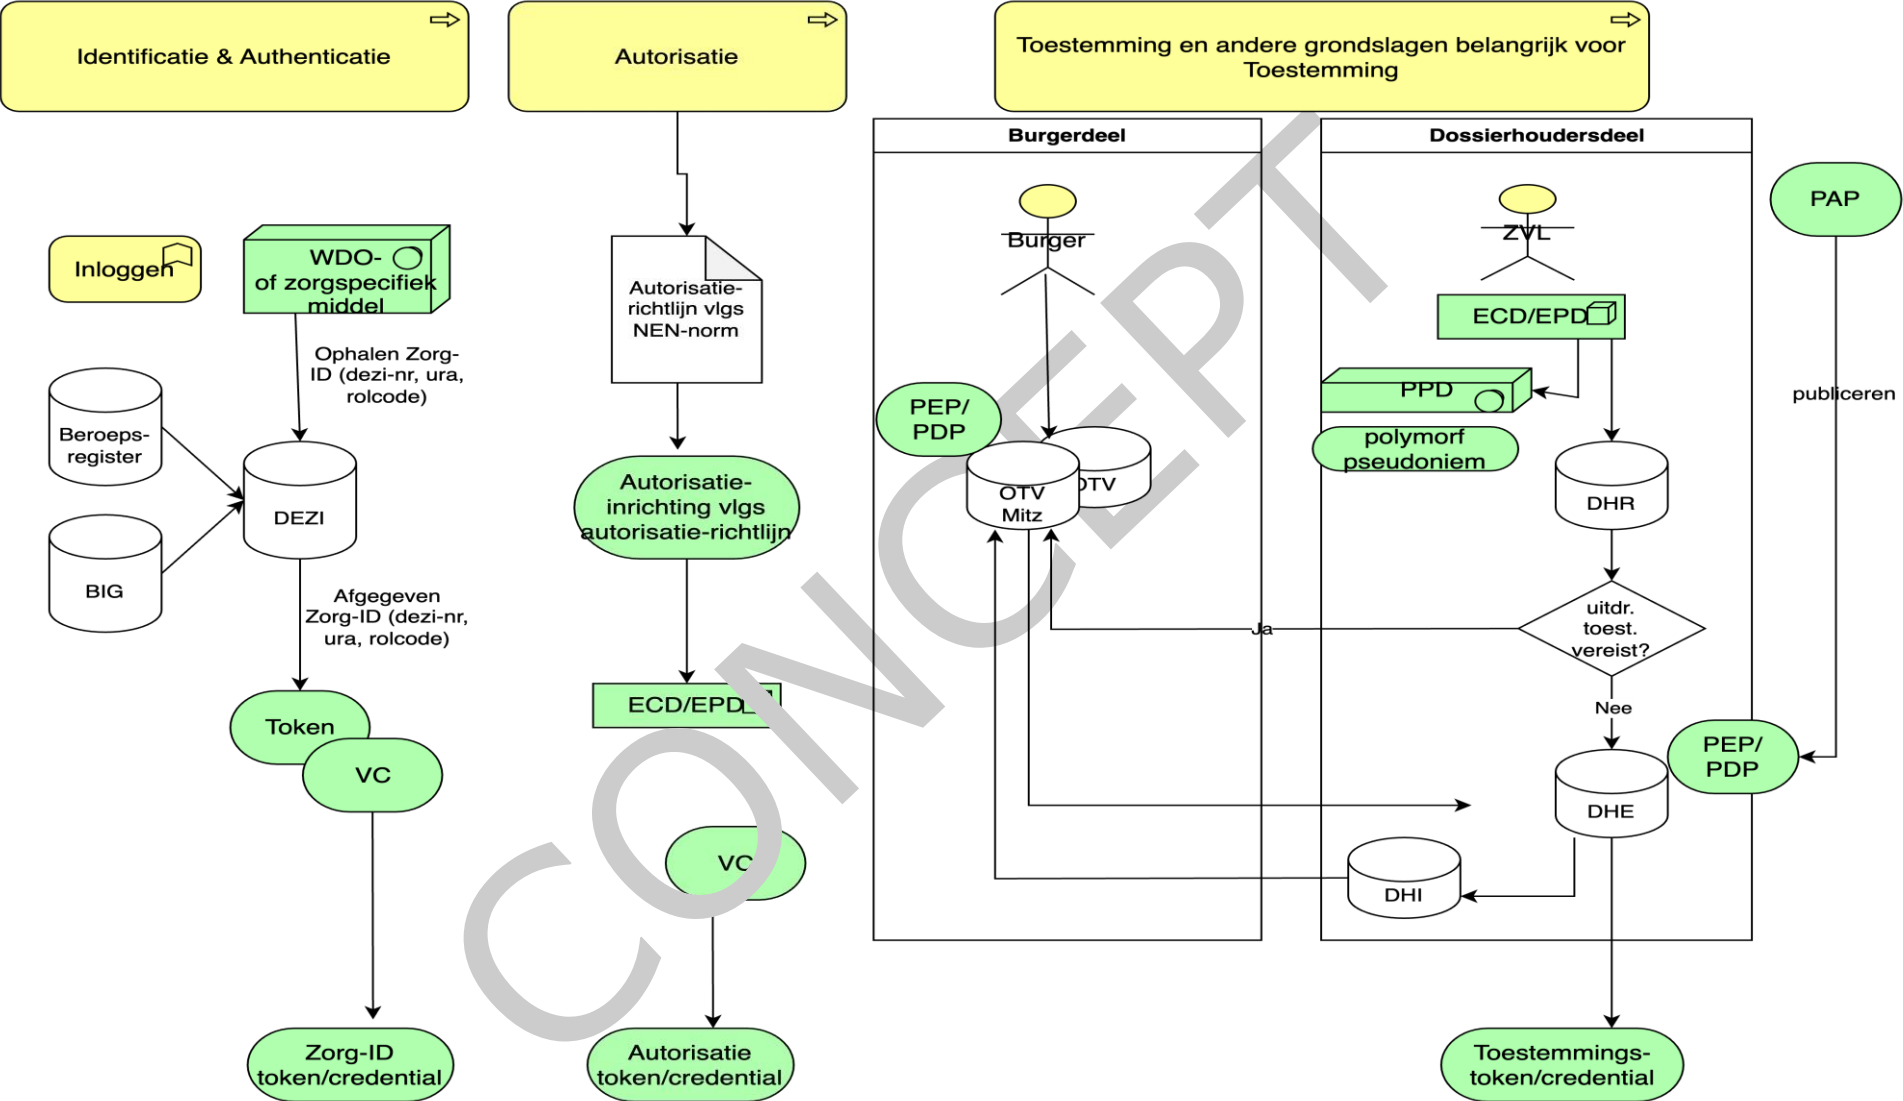 Identificatie & Authenticatie
Autorisatie
Toestemming en andere grondslagen belangrijk voor
Toestemming
Burgerdeel
Dossierhoudersdeel
Inloggen
WDO-
of zorgspecifiek
middel
Ophalen Zorg-
ID (dezi-nr, ura,
rolcode)
Beroeps-
register
DEZI
BIG
Afgegeven
Zorg-ID (dezi-nr,
ura, rolcode)
Token
VC
Zorg-ID
token/credential
Autorisatie-
richtlijn vlgs
NEN-norm
Autorisatie-
inrichting vlgs
autorisatie-richtlijn
ECD/EPD
VC
Autorisatie
token/credential
Burger
PEP/
PDP
OTV
Mitz
OTV
Ja
ZVL
ECD/EPD
PPD
polymorf
pseudoniem
DHR
uitdr.
toest.
vereist?
Nee
DHE
PEP/
PDP
DHI
Toestemmings-
token/credential
PAP
publiceren
CONCEPT